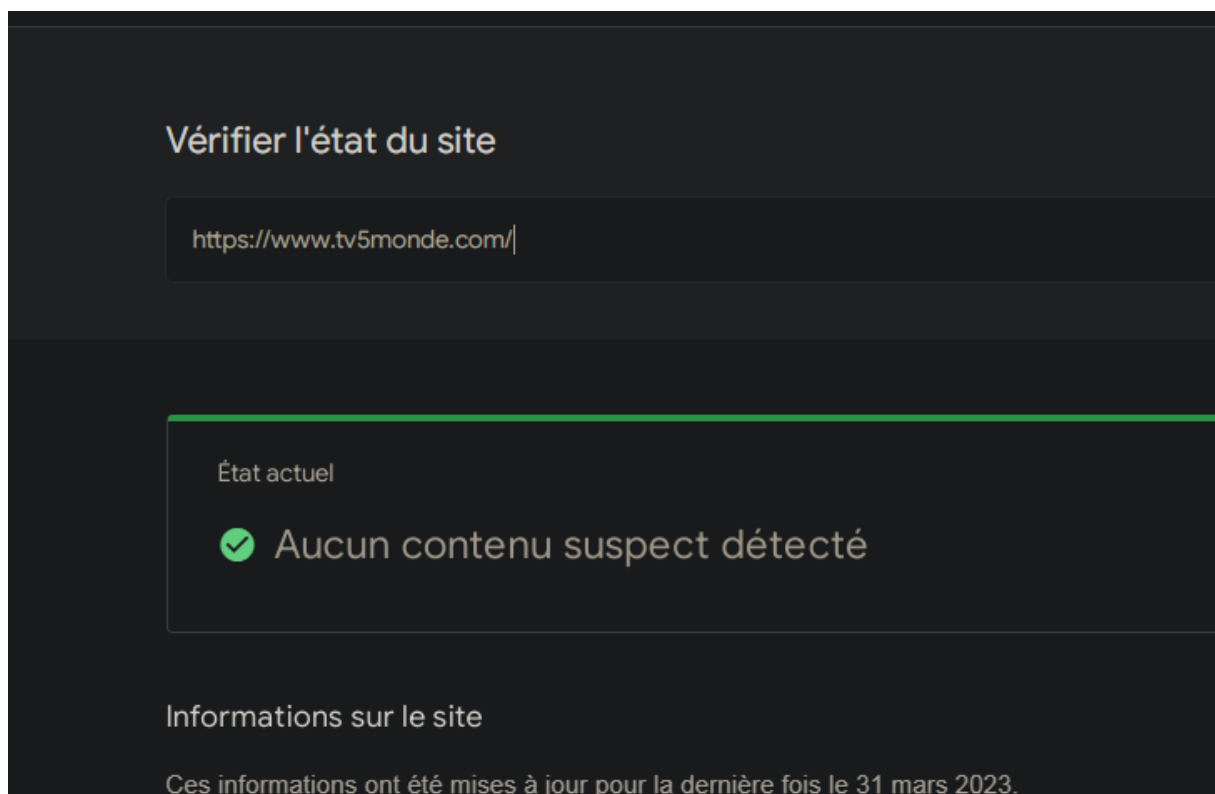 Vérifier l'état du site
https://www.tv5monde.com/
État actuel
Aucun contenu suspect détecté
Informations sur le site
Ces informations ont été mises à jour pour la dernière fois le 31 mars 2023.